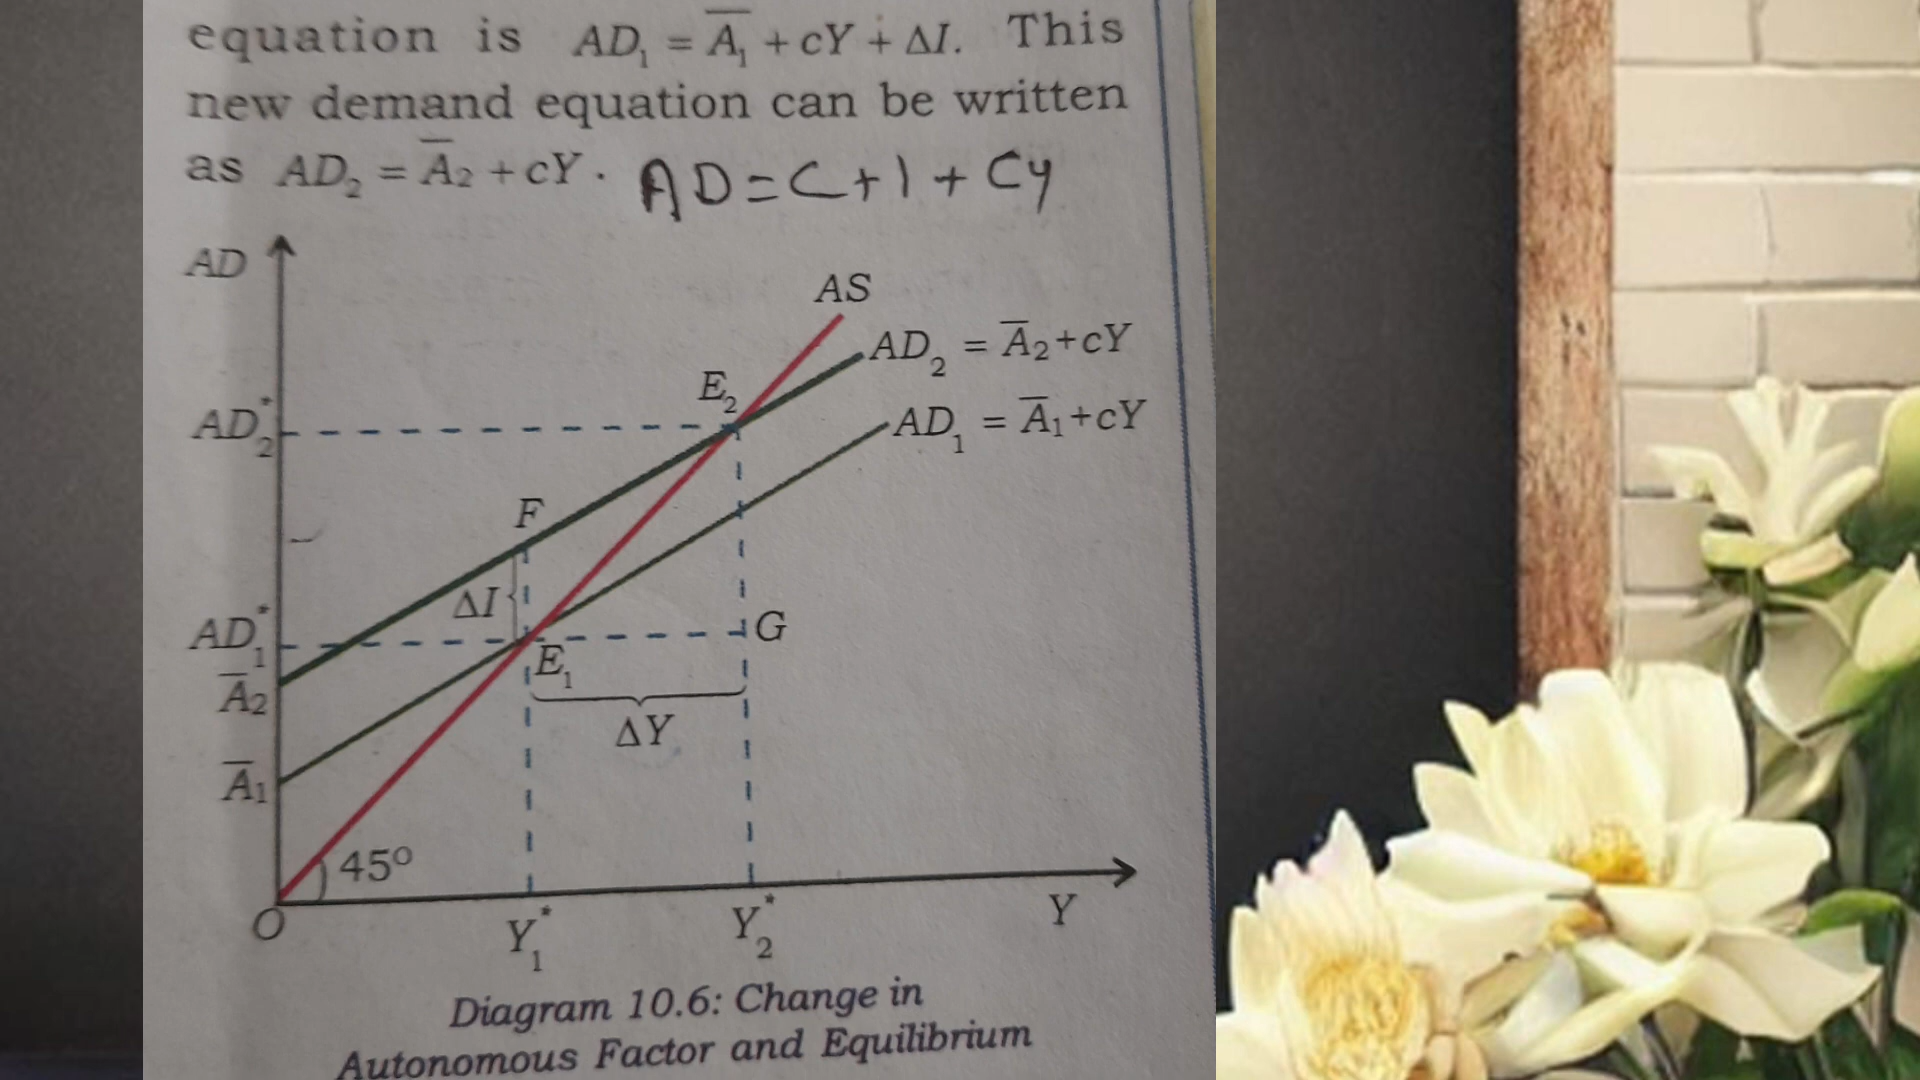 equation is AD₁ = A̅₁ + cY + ΔI. This
new demand equation can be written
as AD₂ = A̅₂ + cY. AD=C+1+Cy
AD
AS
AD₂ = A̅₂+cY
E₂
AD₂*
AD₁ = A̅₁+cY
F
ΔI
AD₁*
G
E₁
A̅₂
ΔY
A̅₁
45º
O
Y₁*
Y₂*
Y
Diagram 10.6: Change in
Autonomous Factor and Equilibrium